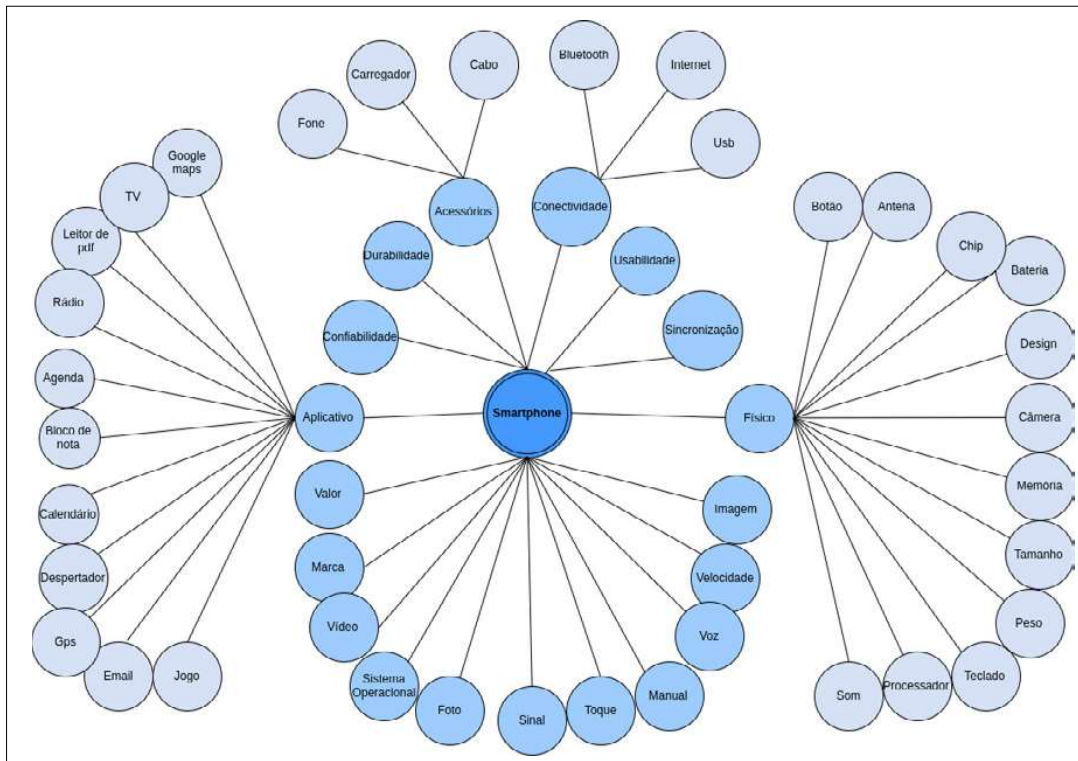 Bluetooth
Cabo
Internet
Carregador
Fone
Usb
Google
maps
TV
Acessórios
Conectividade
Botão
Antena
Leitor de
pdf
Chip
Durabilidade
Usabilidade
Bateria
Rádio
Confiabilidade
Sincronização
Design
Agenda
Aplicativo
Smartphone
Físico
Câmera
Bloco de
nota
Valor
Memória
Imagem
Calendário
Marca
Tamanho
Despertador
Velocidade
Vídeo
Voz
Peso
Gps
Email
Jogo
Sistema
Operacional
Foto
Sinal
Toque
Manual
Som
Processador
Teclado